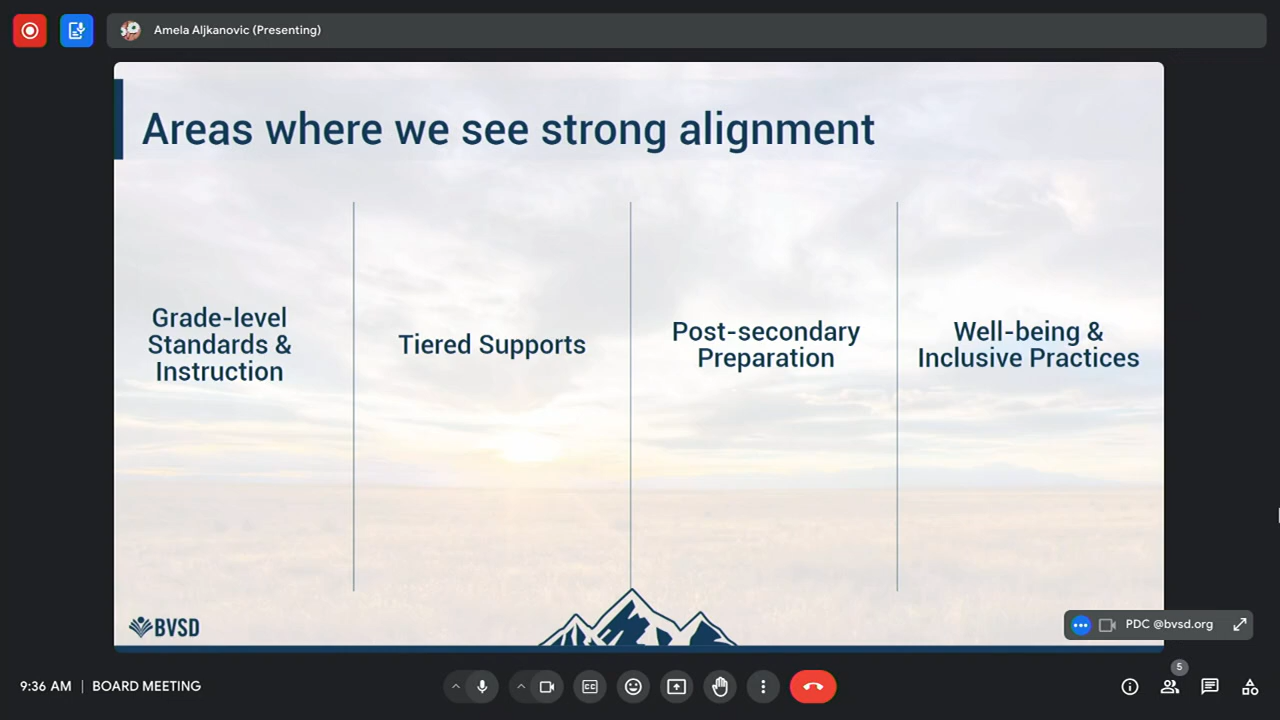 Amela Aljkanovic (Presenting)
Areas where we see strong alignment
Grade-level
Standards &
Instruction
Tiered Supports
Post-secondary
Preparation
Well-being &
Inclusive Practices
BVSD
PDC @bvsd.org
9:36 AM | BOARD MEETING
CC
5